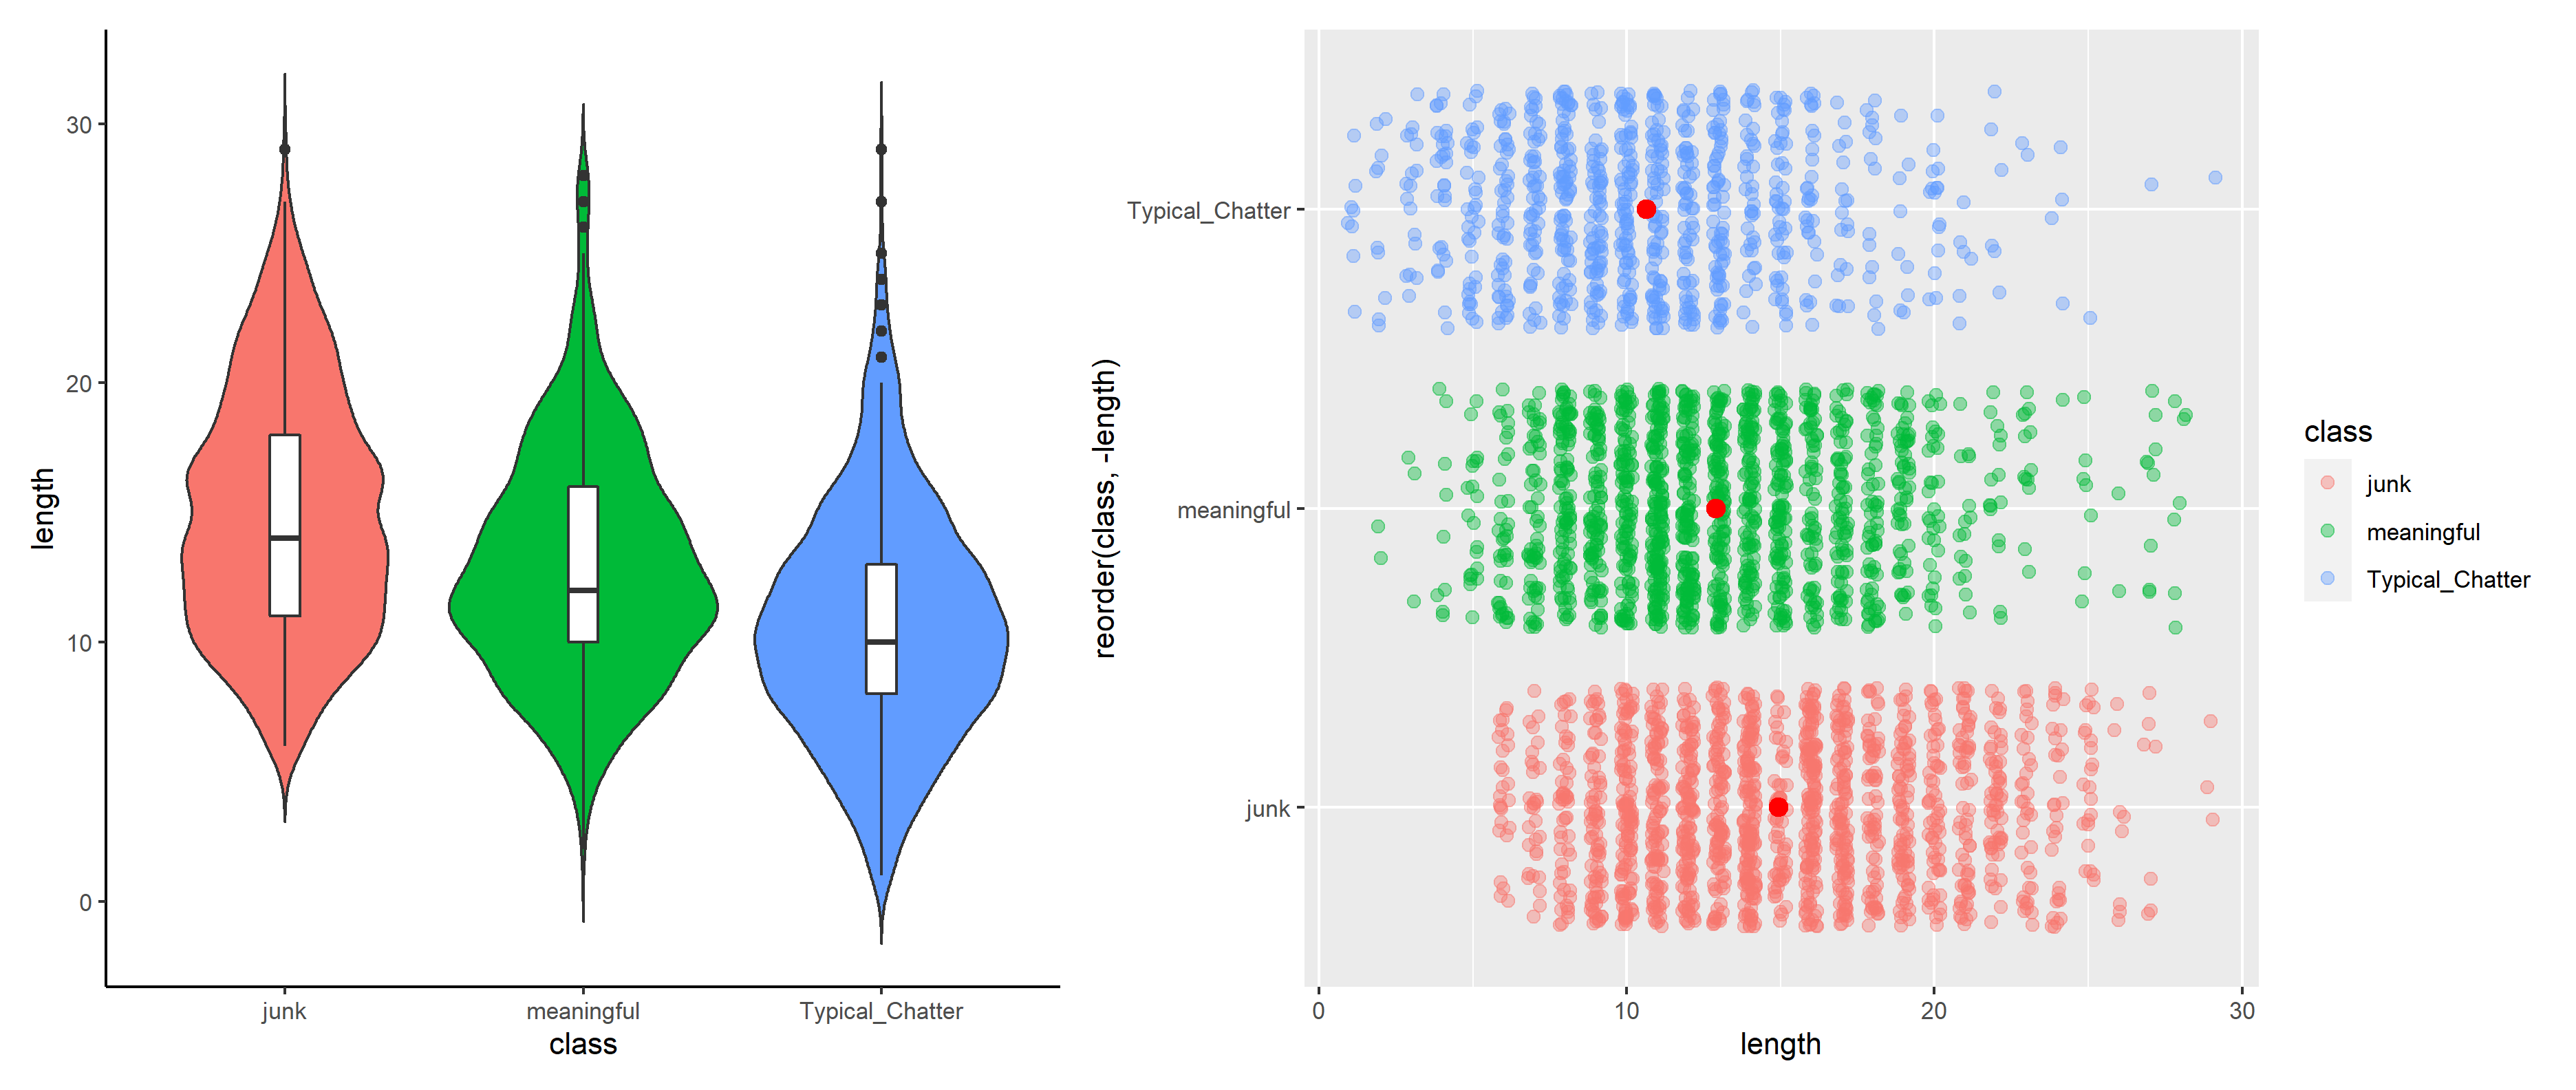 length
30
20
10
0
junk
meaningful
Typical_Chatter
class
reorder(class, -length)
Typical_Chatter
meaningful
junk
0
10
20
30
length
class
junk
meaningful
Typical_Chatter